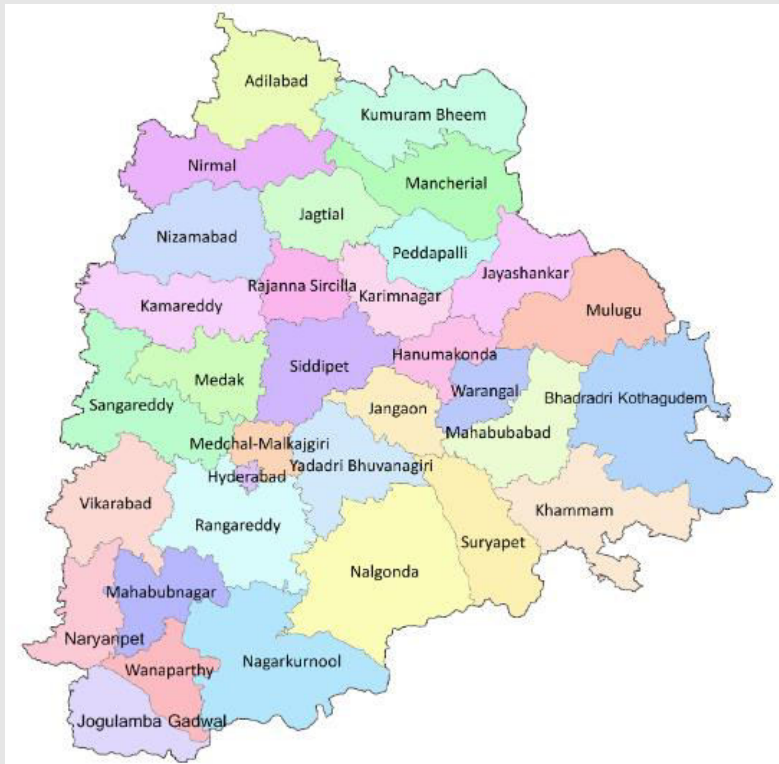 Adilabad
Kumuram Bheem
Nirmal
Mancherial
Jagtial
Nizamabad
Peddapalli
Jayashankar
Rajanna Sircilla
Karimnagar
Kamareddy
Mulugu
Hanumakonda
Siddipet
Medak
Warangal
Bhadradri Kothagudem
Sangareddy
Jangaon
Mahabubabad
Medchal-Malkajgiri
Yadadri Bhuvanagiri
Hyderabad
Vikarabad
Khammam
Rangareddy
Suryapet
Nalgonda
Mahabubnagar
Naryanpet
Nagarkurnool
Wanaparthy
Jogulamba Gadwal